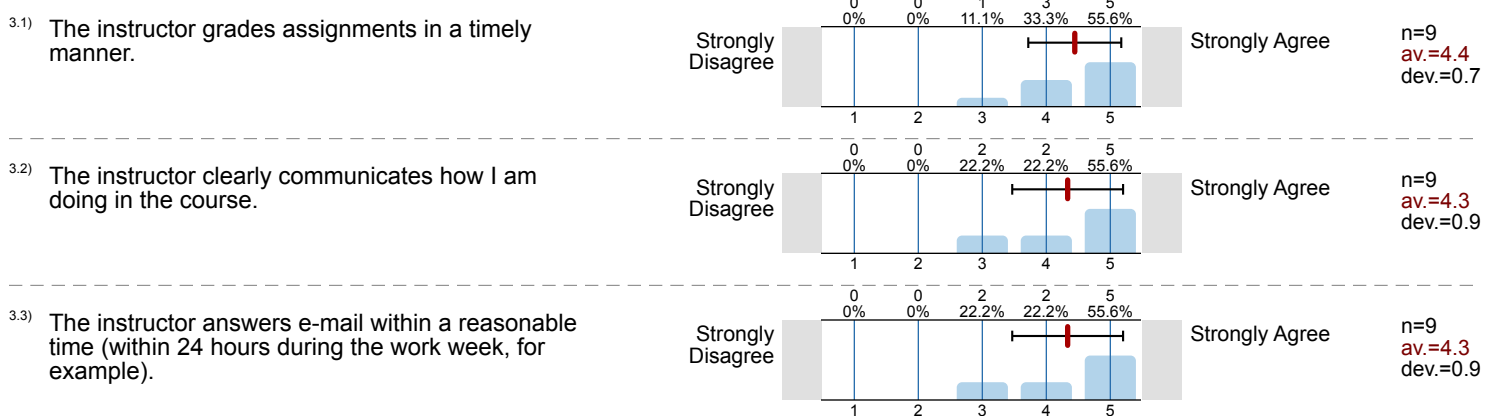 0 0 1 3 5
0% 0% 11.1% 33.3% 55.6%
3.1) The instructor grades assignments in a timely
manner.
Strongly
Disagree
Strongly Agree
n=9
av.=4.4
dev.=0.7
1 2 3 4 5
0 0 2 2 5
0% 0% 22.2% 22.2% 55.6%
3.2) The instructor clearly communicates how I am
doing in the course.
Strongly
Disagree
Strongly Agree
n=9
av.=4.3
dev.=0.9
1 2 3 4 5
0 0 2 2 5
0% 0% 22.2% 22.2% 55.6%
3.3) The instructor answers e-mail within a reasonable
time (within 24 hours during the work week, for
example).
Strongly
Disagree
Strongly Agree
n=9
av.=4.3
dev.=0.9
1 2 3 4 5